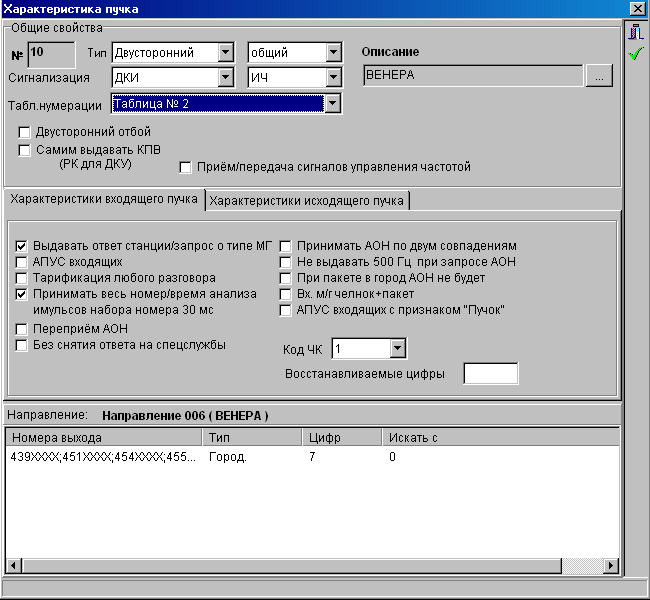 Характеристика пучка
Общие свойства
№ 10 Тип Двусторонний общий Описание
Сигнализация ДКИ ИЧ ВЕНЕРА ...
Табл.нумерации Таблица № 2
Двусторонний отбой
Самим выдавать КПВ
(РК для ДКУ)
Приём/передача сигналов управления частотой
Характеристики входящего пучка Характеристики исходящего пучка
Выдавать ответ станции/запрос о типе МГ
АПУС входящих
Тарификация любого разговора
Принимать весь номер/время анализа
имульсов набора номера 30 мс
Переприём АОН
Без снятия ответа на спецслужбы
Принимать АОН по двум совпадениям
Не выдавать 500 Гц при запросе АОН
При пакете в город АОН не будет
Вх. м/г челнок+пакет
АПУС входящих с признаком "Пучок"
Код ЧК 1
Восстанавливаемые цифры
Направление: Направление 006 ( ВЕНЕРА )
Номера выхода Тип Цифр Искать с
439XXXX;451XXXX;454XXXX;455... Город. 7 0